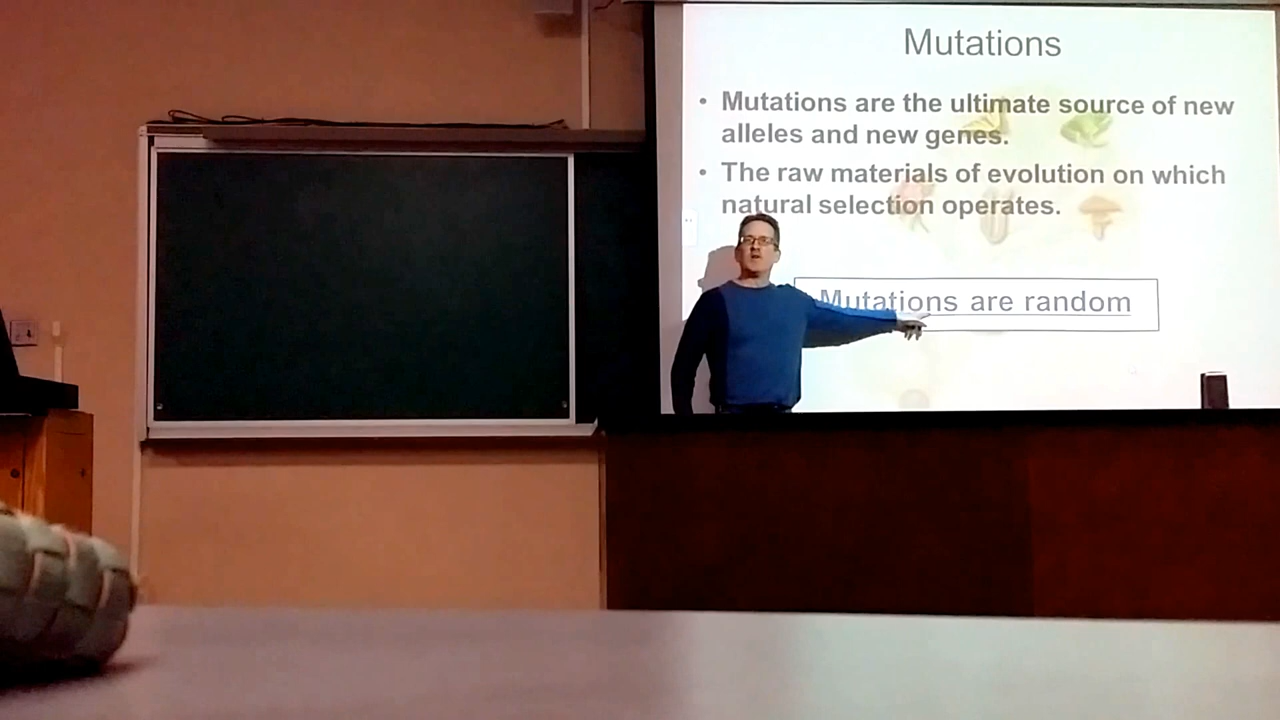 Mutations
• Mutations are the ultimate source of new
alleles and new genes.
• The raw materials of evolution on which
natural selection operates.
Mutations are random